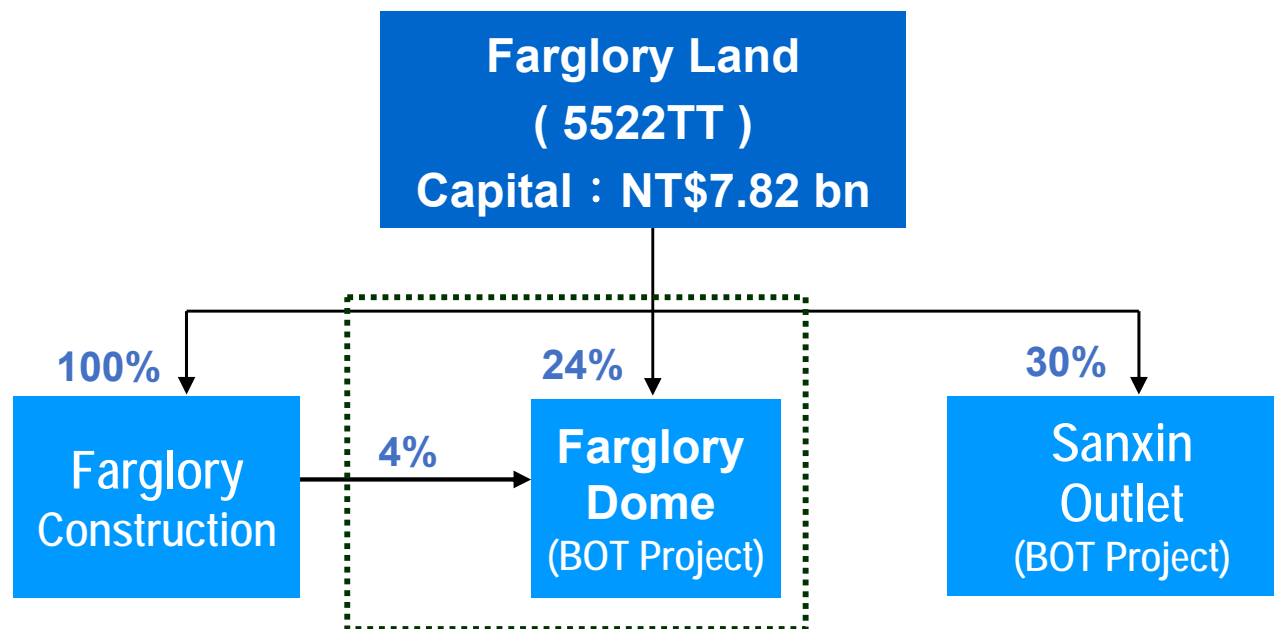 Farglory Land
( 5522TT )
Capital：NT$7.82 bn
100%
24%
30%
4%
Farglory
Construction
Farglory
Dome
(BOT Project)
Sanxin
Outlet
(BOT Project)